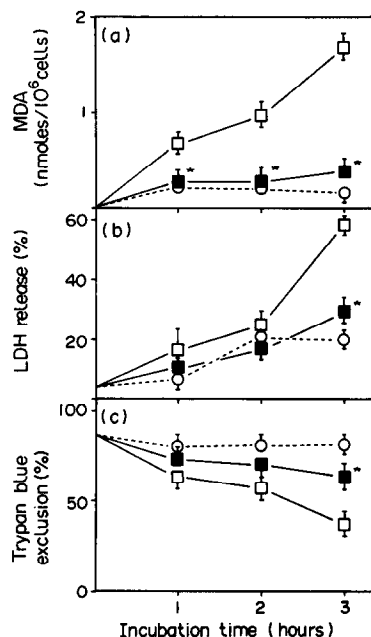 2
(a)
MDA
(nmoles/10⁶cells)
1
*
*
*
0
60
(b)
LDH release (%)
40
*
20
0
100
(c)
Trypan blue
exclusion (%)
50
*
0
1
2
3
Incubation time (hours)